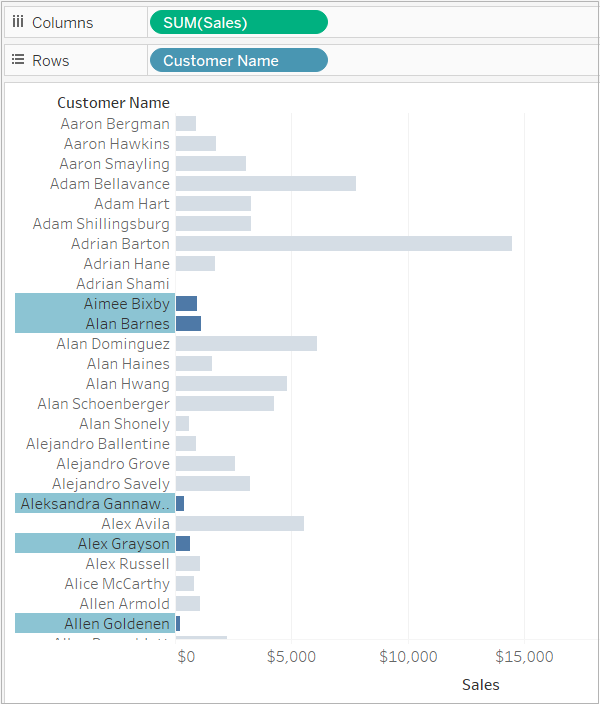 Columns SUM(Sales)
Rows Customer Name
Customer Name
Aaron Bergman
Aaron Hawkins
Aaron Smayling
Adam Bellavance
Adam Hart
Adam Shillingsburg
Adrian Barton
Adrian Hane
Adrian Shami
Aimee Bixby
Alan Barnes
Alan Dominguez
Alan Haines
Alan Hwang
Alan Schoenberger
Alan Shonely
Alejandro Ballentine
Alejandro Grove
Alejandro Savely
Aleksandra Gannaw..
Alex Avila
Alex Grayson
Alex Russell
Alice McCarthy
Allen Armold
Allen Goldenen
$0 $5,000 $10,000 $15,000
Sales